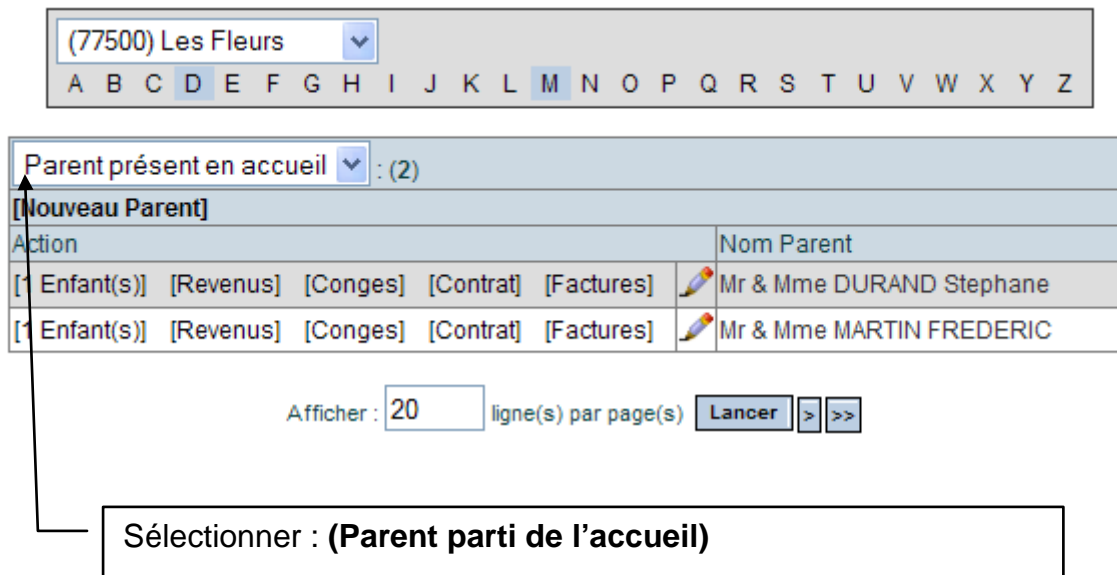 (77500) Les Fleurs
A B C D E F G H I J K L M N O P Q R S T U V W X Y Z
Parent présent en accueil : (2)
[Nouveau Parent]
Action Nom Parent
[1 Enfant(s)] [Revenus] [Conges] [Contrat] [Factures] Mr & Mme DURAND Stephane
[1 Enfant(s)] [Revenus] [Conges] [Contrat] [Factures] Mr & Mme MARTIN FREDERIC
Afficher : 20 ligne(s) par page(s) Lancer > >>
Sélectionner : (Parent parti de l’accueil)